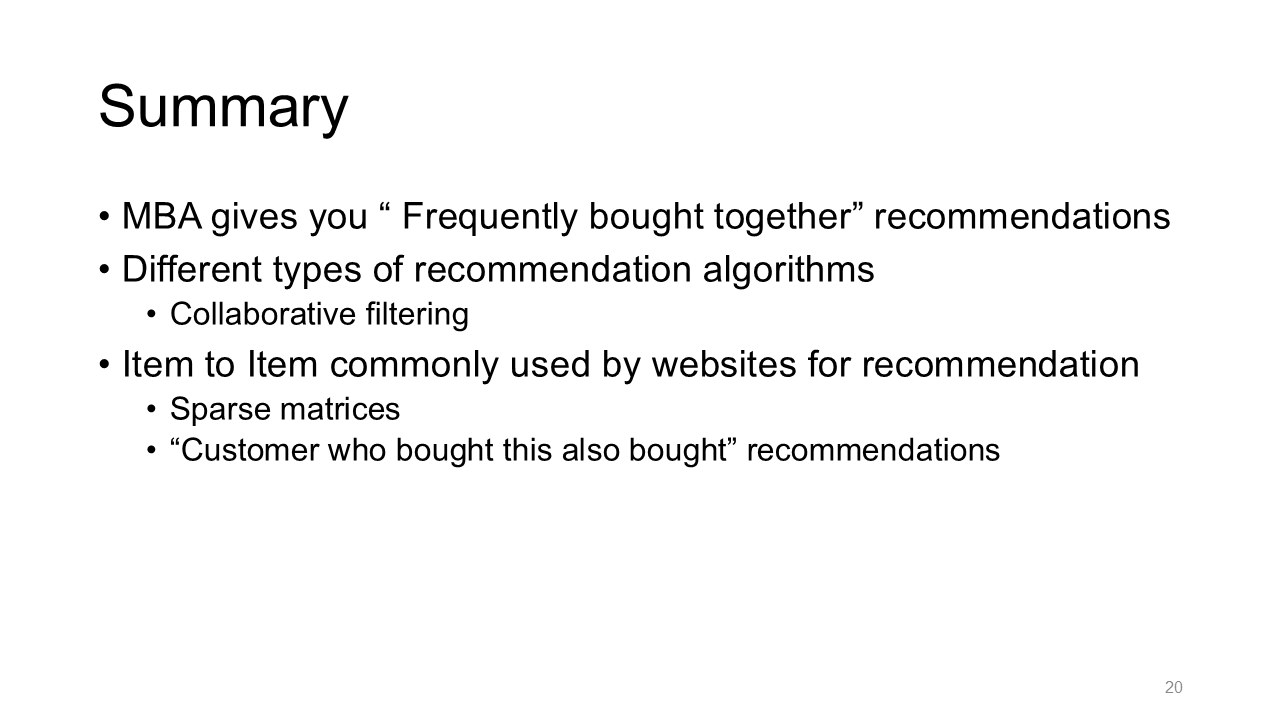 Summary
• MBA gives you “ Frequently bought together” recommendations
• Different types of recommendation algorithms
• Collaborative filtering
• Item to Item commonly used by websites for recommendation
• Sparse matrices
• “Customer who bought this also bought” recommendations
20